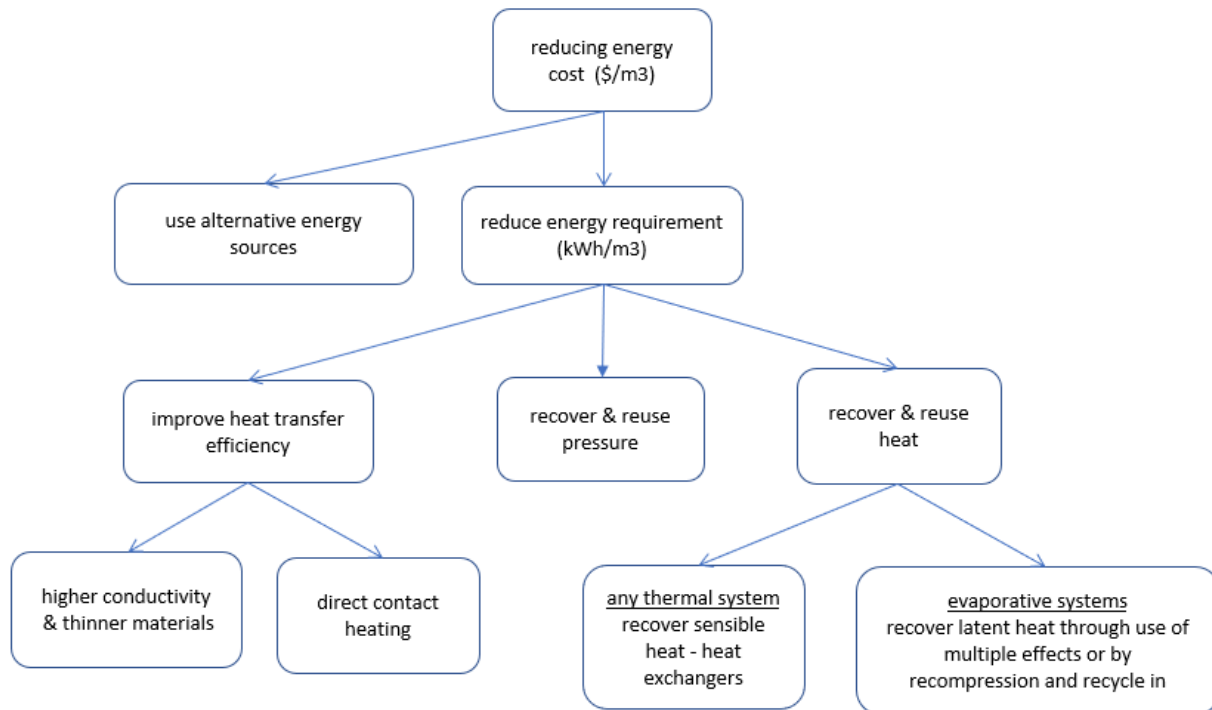 reducing energy
cost ($/m3)
use alternative energy
sources
reduce energy requirement
(kWh/m3)
improve heat transfer
efficiency
recover & reuse
pressure
recover & reuse
heat
higher conductivity
& thinner materials
direct contact
heating
any thermal system
recover sensible
heat - heat
exchangers
evaporative systems
recover latent heat through use of
multiple effects or by
recompression and recycle in